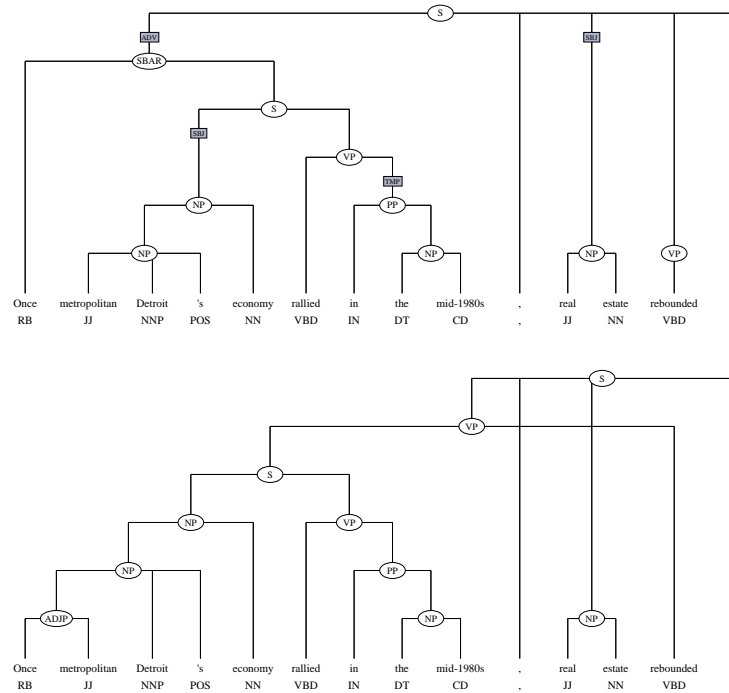 S
ADV SBJ
SBAR
S
SBJ
VP
TMP
NP PP
NP NP NP VP
Once metropolitan Detroit 's economy rallied in the mid-1980s , real estate rebounded
RB JJ NNP POS NN VBD IN DT CD , JJ NN VBD
S
VP
S
NP VP
NP PP
ADJP NP NP
Once metropolitan Detroit 's economy rallied in the mid-1980s , real estate rebounded
RB JJ NNP POS NN VBD IN DT CD , JJ NN VBD